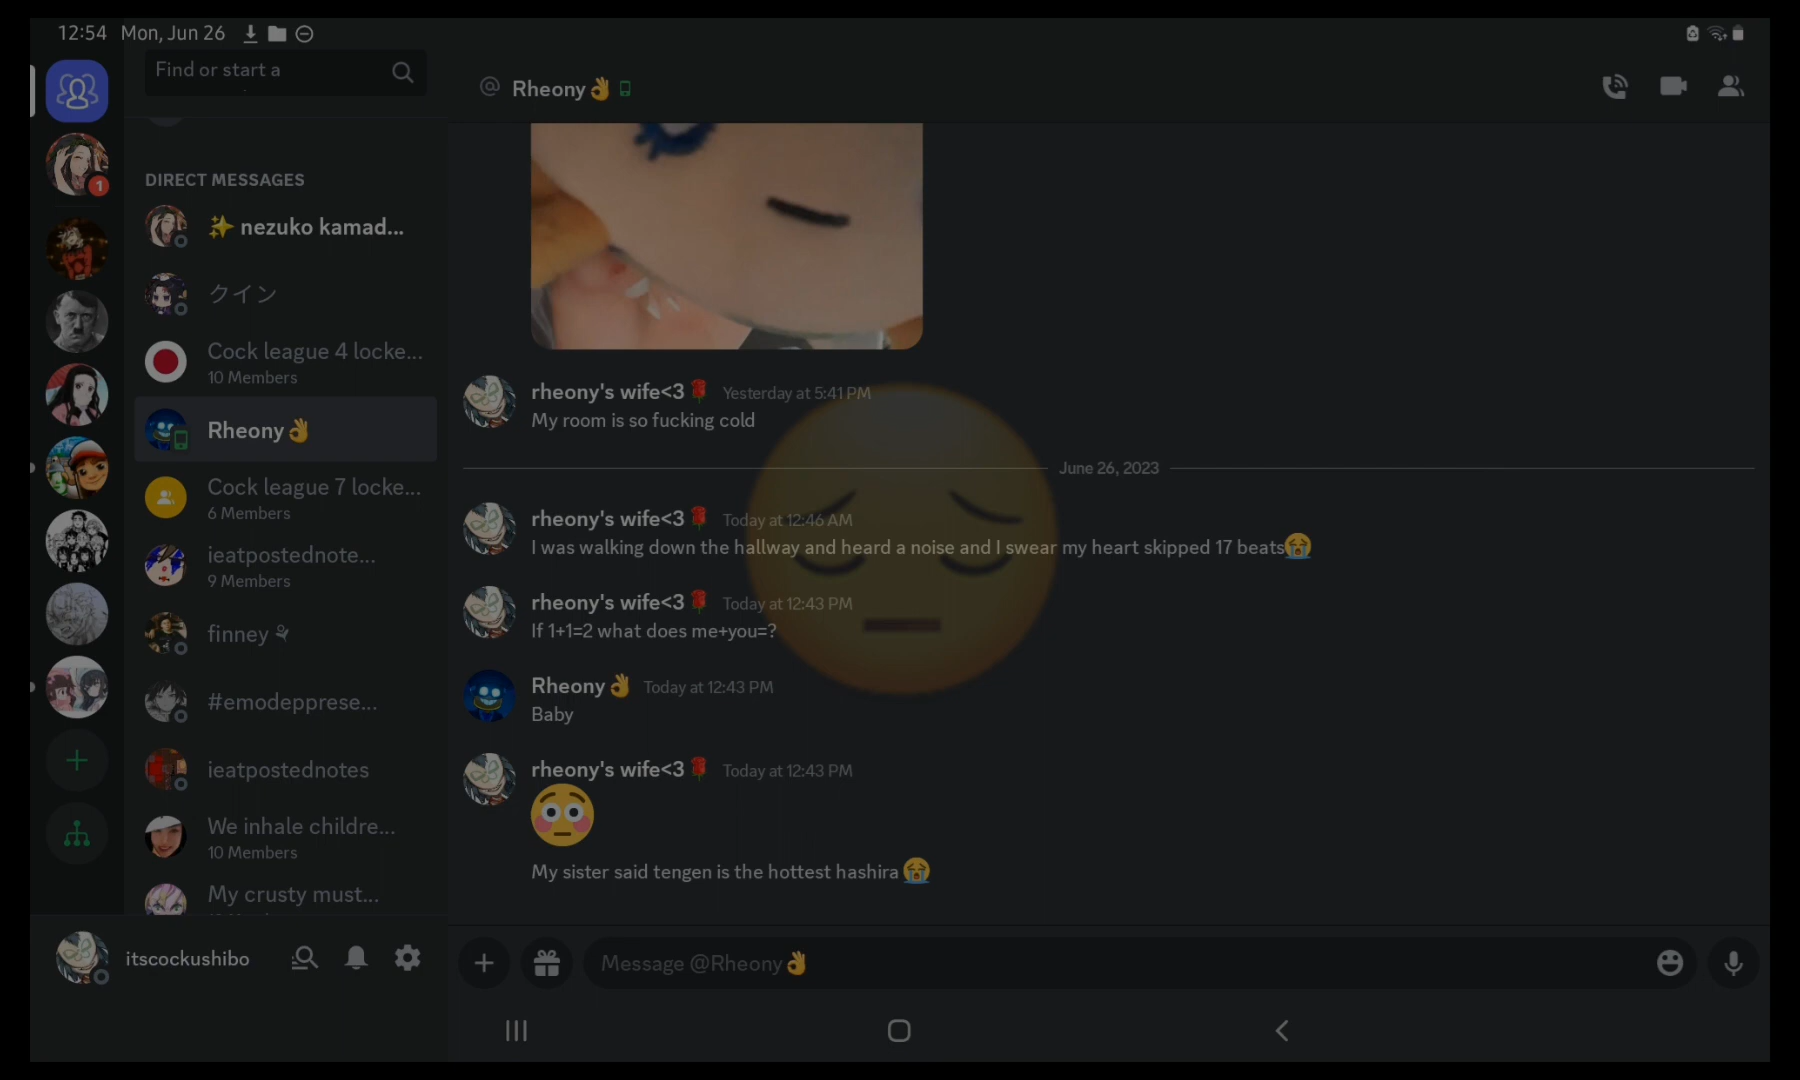 12:54 Mon, Jun 26
Find or start a
@ Rheony👌
DIRECT MESSAGES
1
✨ nezuko kamad...
クイン
Cock league 4 locke...
10 Members
Rheony👌
Cock league 7 locke...
6 Members
ieatpostednote...
9 Members
finney
#emodepprese...
ieatpostednotes
We inhale childre...
10 Members
My crusty must...
itscockushibo
rheony's wife<3🌹 Yesterday at 5:41 PM
My room is so fucking cold
June 26, 2023
rheony's wife<3🌹 Today at 12:46 AM
I was walking down the hallway and heard a noise and I swear my heart skipped 17 beats😭
rheony's wife<3🌹 Today at 12:43 PM
If 1+1=2 what does me+you=?
Rheony👌 Today at 12:43 PM
Baby
rheony's wife<3🌹 Today at 12:43 PM
😳
My sister said tengen is the hottest hashira😭
Message @Rheony👌